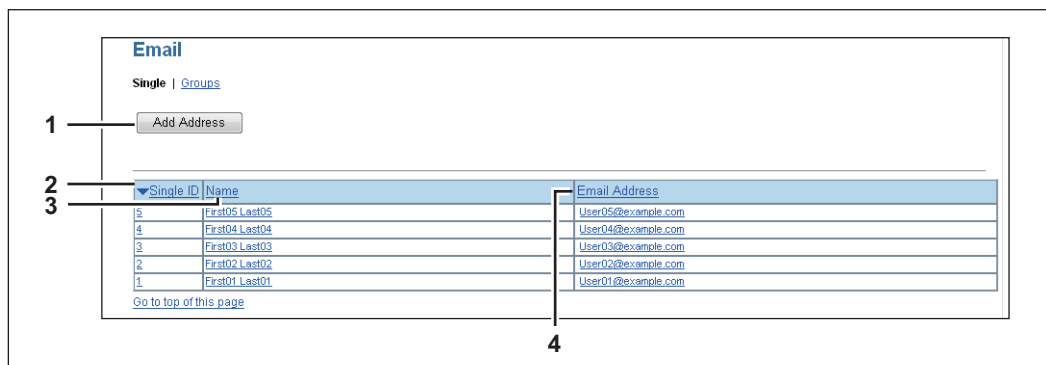 Email
Single | Groups
1 Add Address
2 ▼Single ID Name Email Address
3
5 First05 Last05 User05@example.com
4 First04 Last04 User04@example.com
3 First03 Last03 User03@example.com
2 First02 Last02 User02@example.com
1 First01 Last01 User01@example.com
Go to top of this page
4